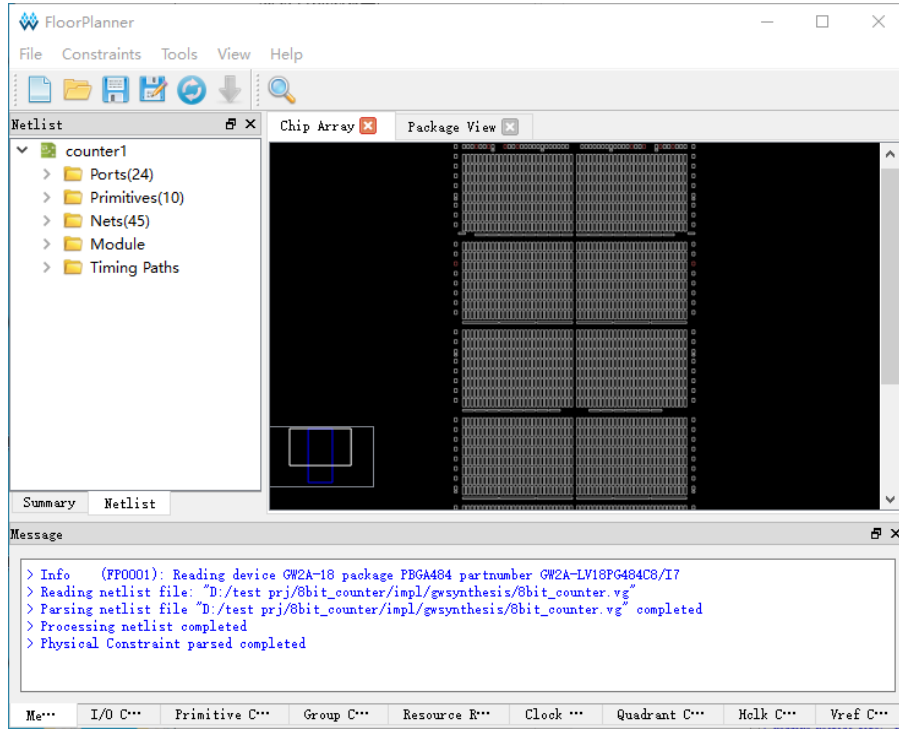 FloorPlanner
File Constraints Tools View Help
Netlist
Chip Array Package View
counter1
Ports(24)
Primitives(10)
Nets(45)
Module
Timing Paths
Summary Netlist
Message
> Info (FP0001): Reading device GW2A-18 package PBGA484 partnumber GW2A-LV18PG484C8/I7
> Reading netlist file: "D:/test prj/8bit_counter/impl/gwsynthesis/8bit_counter.vg"
> Parsing netlist file "D:/test prj/8bit_counter/impl/gwsynthesis/8bit_counter.vg" completed
> Processing netlist completed
> Physical Constraint parsed completed
Me··· I/O C··· Primitive C··· Group C··· Resource R··· Clock ··· Quadrant C··· Hclk C··· Vref C···